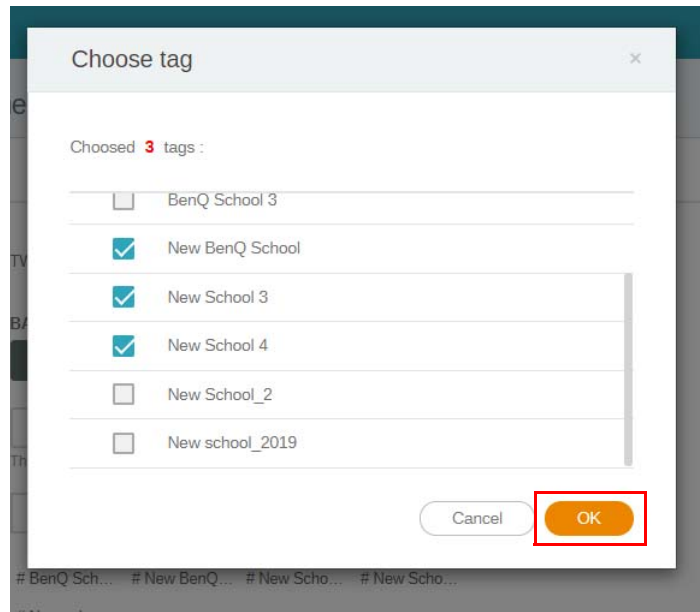 Choose tag ×
Choosed 3 tags :
BenQ School 3
New BenQ School
New School 3
New School 4
New School_2
New school_2019
Cancel OK
# BenQ Sch... # New BenQ... # New Scho... # New Scho...